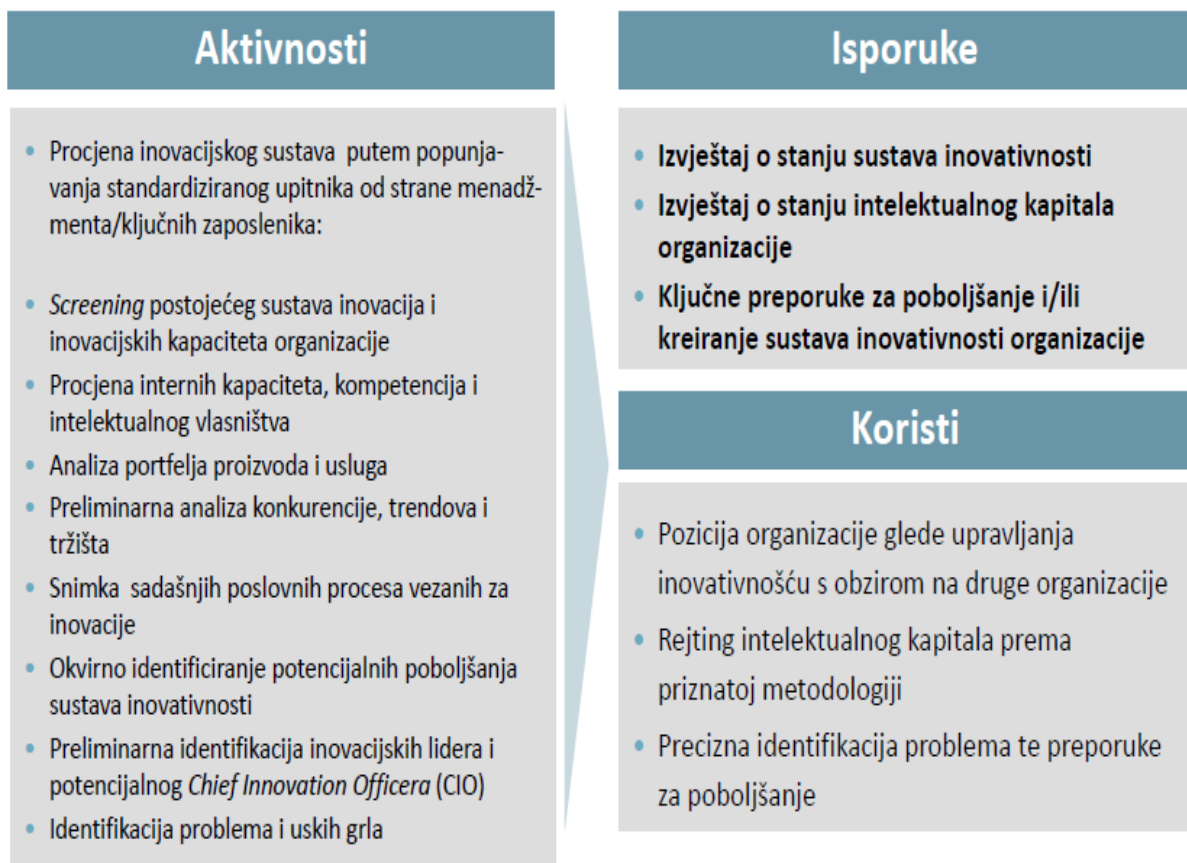 Aktivnosti
• Procjena inovacijskog sustava  putem popunja-
vanja standardiziranog upitnika od strane menadž-
menta/ključnih zaposlenika:
• Screening postojećeg sustava inovacija i
inovacijskih kapaciteta organizacije
• Procjena internih kapaciteta, kompetencija i
intelektualnog vlasništva
• Analiza portfelja proizvoda i usluga
• Preliminarna analiza konkurencije, trendova i
tržišta
• Snimka  sadašnjih poslovnih procesa vezanih za
inovacije
• Okvirno identificiranje potencijalnih poboljšanja
sustava inovativnosti
• Preliminarna identifikacija inovacijskih lidera i
potencijalnog Chief Innovation Officera (CIO)
• Identifikacija problema i uskih grla
Isporuke
• Izvještaj o stanju sustava inovativnosti
• Izvještaj o stanju intelektualnog kapitala
organizacije
• Ključne preporuke za poboljšanje i/ili
kreiranje sustava inovativnosti organizacije
Koristi
• Pozicija organizacije glede upravljanja
inovativnošću s obzirom na druge organizacije
• Rejting intelektualnog kapitala prema
priznatoj metodologiji
• Precizna identifikacija problema te preporuke
za poboljšanje